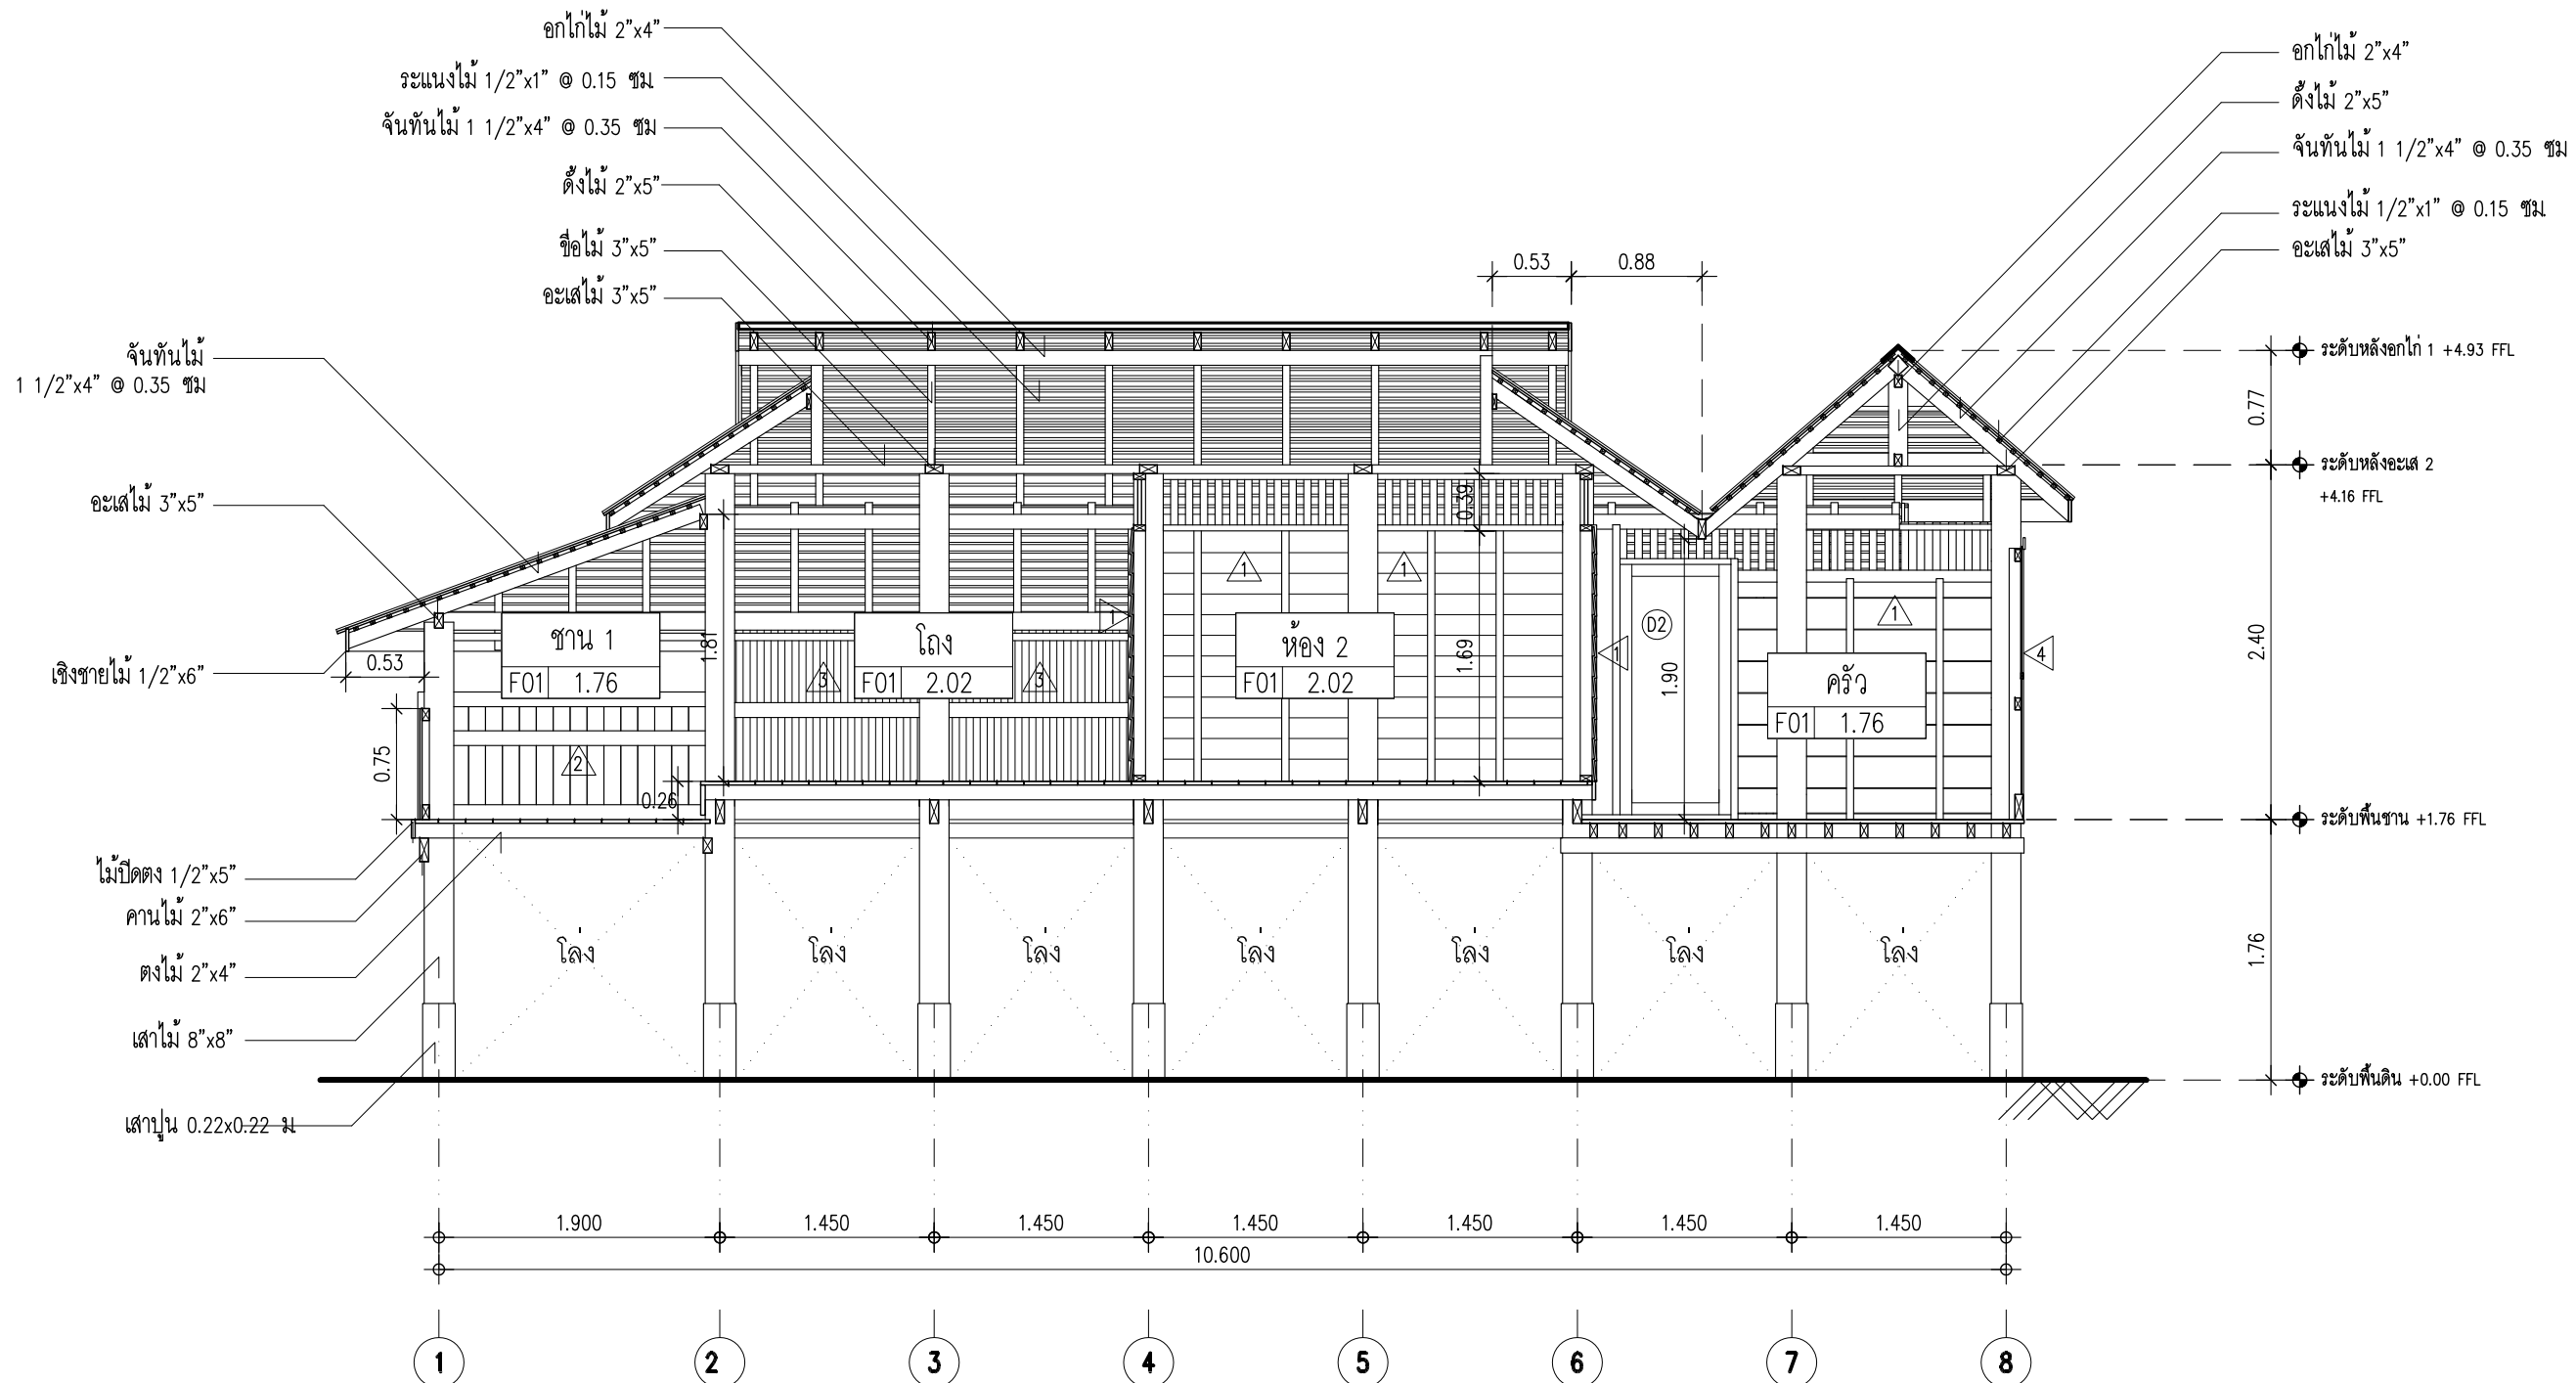 อกไก่ไม้ 2"x4"
ระแนงไม้ 1/2"x1" @ 0.15 ซม.
จันทันไม้ 1 1/2"x4" @ 0.35 ซม
ดั้งไม้ 2"x5"
ขื่อไม้ 3"x5"
อะเสไม้ 3"x5"
จันทันไม้
1 1/2"x4" @ 0.35 ซม
อะเสไม้ 3"x5"
เชิงชายไม้ 1/2"x6"
ไม้ปิดตง 1/2"x5"
คานไม้ 2"x6"
ตงไม้ 2"x4"
เสาไม้ 8"x8"
เสาปูน 0.22x0.22 ม.
อกไก่ไม้ 2"x4"
ดั้งไม้ 2"x5"
จันทันไม้ 1 1/2"x4" @ 0.35 ซม
ระแนงไม้ 1/2"x1" @ 0.15 ซม.
อะเสไม้ 3"x5"
0.53 0.88
ระดับหลังอกไก่ 1 +4.93 FFL
0.77
ระดับหลังอะเส 2
+4.16 FFL
2.40
ระดับพื้นชาน +1.76 FFL
1.76
ระดับพื้นดิน +0.00 FFL
0.53
0.75
0.26
1.81
0.39
1.69
1.90
ชาน 1
F01 1.76
โถง
F01 2.02
ห้อง 2
F01 2.02
ครัว
F01 1.76
D2
1 1 1 1 1
2 3 3 4
โล่ง โล่ง โล่ง โล่ง โล่ง โล่ง โล่ง
1.900 1.450 1.450 1.450 1.450 1.450 1.450
10.600
1 2 3 4 5 6 7 8